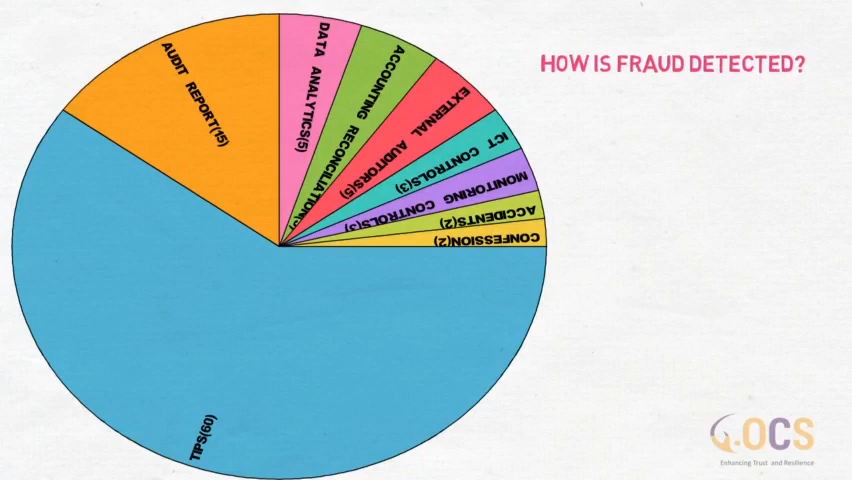 HOW IS FRAUD DETECTED?
AUDIT REPORT(15)
DATA ANALYTICS(5)
ACCOUNTING RECONCILIATION(5)
EXTERNAL AUDITORS(5)
ICT CONTROLS(3)
MONITORING CONTROLS(3)
ACCIDENTS(2)
CONFESSION(2)
TIPS(60)
OCS
Enhancing Trust and Resilience